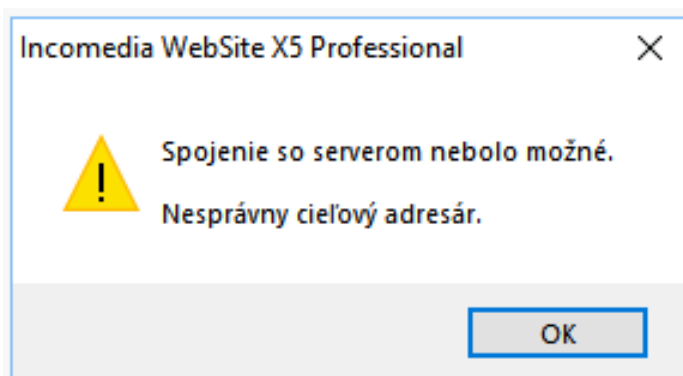 Incomedia WebSite X5 Professional
Spojenie so serverom nebolo možné.
Nesprávny cieľový adresár.
OK